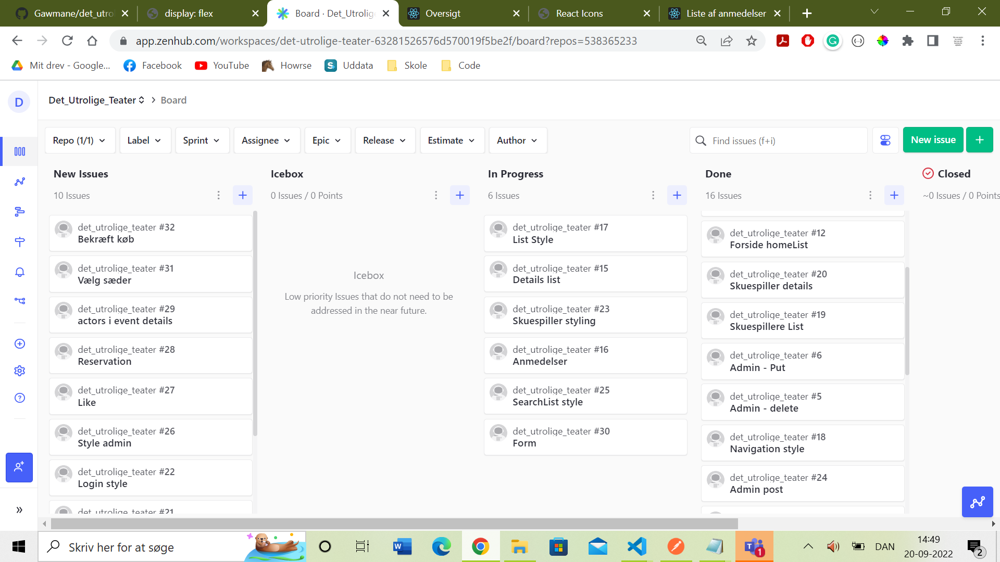 Gawmane/det_utro
display: flex
Board · Det_Utrolige
Oversigt
React Icons
Liste af anmedelser
app.zenhub.com/workspaces/det-utrolige-teater-63281526576d570019f5be2f/board?repos=538365233
Mit drev - Google...
Facebook
YouTube
Howrse
Uddata
Skole
Code
D
Det_Utrolige_Teater
Board
Repo (1/1)
Label
Sprint
Assignee
Epic
Release
Estimate
Author
Find issues (f+i)
New issue
New Issues
10 Issues
det_utrolige_teater #32
Bekræft køb
det_utrolige_teater #31
Vælg sæder
det_utrolige_teater #29
actors i event details
det_utrolige_teater #28
Reservation
det_utrolige_teater #27
Like
det_utrolige_teater #26
Style admin
det_utrolige_teater #22
Login style
det_utrolige_teater #21
Icebox
0 Issues / 0 Points
Icebox
Low priority Issues that do not need to be
addressed in the near future.
In Progress
6 Issues
det_utrolige_teater #17
List Style
det_utrolige_teater #15
Details list
det_utrolige_teater #23
Skuespiller styling
det_utrolige_teater #16
Anmedelser
det_utrolige_teater #25
SearchList style
det_utrolige_teater #30
Form
Done
16 Issues
det_utrolige_teater #12
Forside homeList
det_utrolige_teater #20
Skuespiller details
det_utrolige_teater #19
Skuespillere List
det_utrolige_teater #6
Admin - Put
det_utrolige_teater #5
Admin - delete
det_utrolige_teater #18
Navigation style
det_utrolige_teater #24
Admin post
Closed
~0 Issues / 0 Points
Skriv her for at søge
1
DAN
14:49
20-09-2022
2